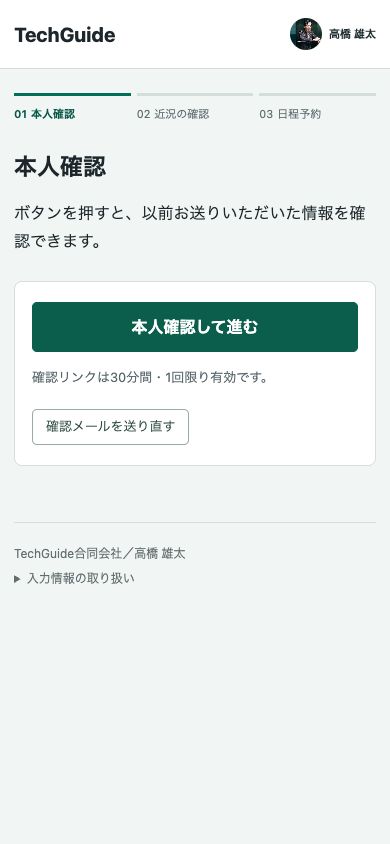 TechGuide
高橋 雄太
01 本人確認
02 近況の確認
03 日程予約
本人確認
ボタンを押すと、以前お送りいただいた情報を確
認できます。
本人確認して進む
確認リンクは30分間・1回限り有効です。
確認メールを送り直す
TechGuide合同会社／高橋 雄太
▶ 入力情報の取り扱い